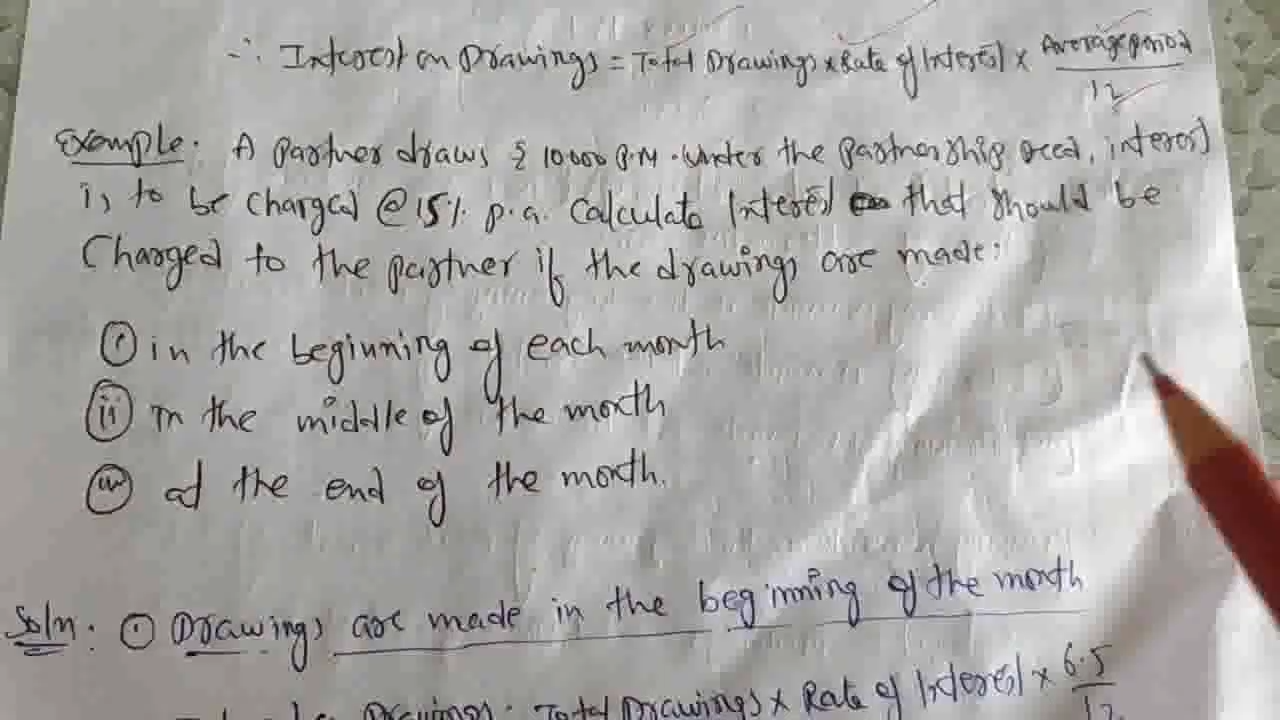 ∴ Interest on Drawings = Total Drawings × Rate of Interest × Average period / 12
Example. A partner draws ₹ 10000 P.M. Under the partnership deed, interest
is to be charged @ 15% p.a. Calculate Interest that should be
Charged to the partner if the drawings are made:
(i) in the beginning of each month
(ii) in the middle of the month
(iii) at the end of the month.
Soln. (i) Drawings are made in the beginning of the month
Drawings = Total Drawings × Rate of Interest × 6.5 / 12